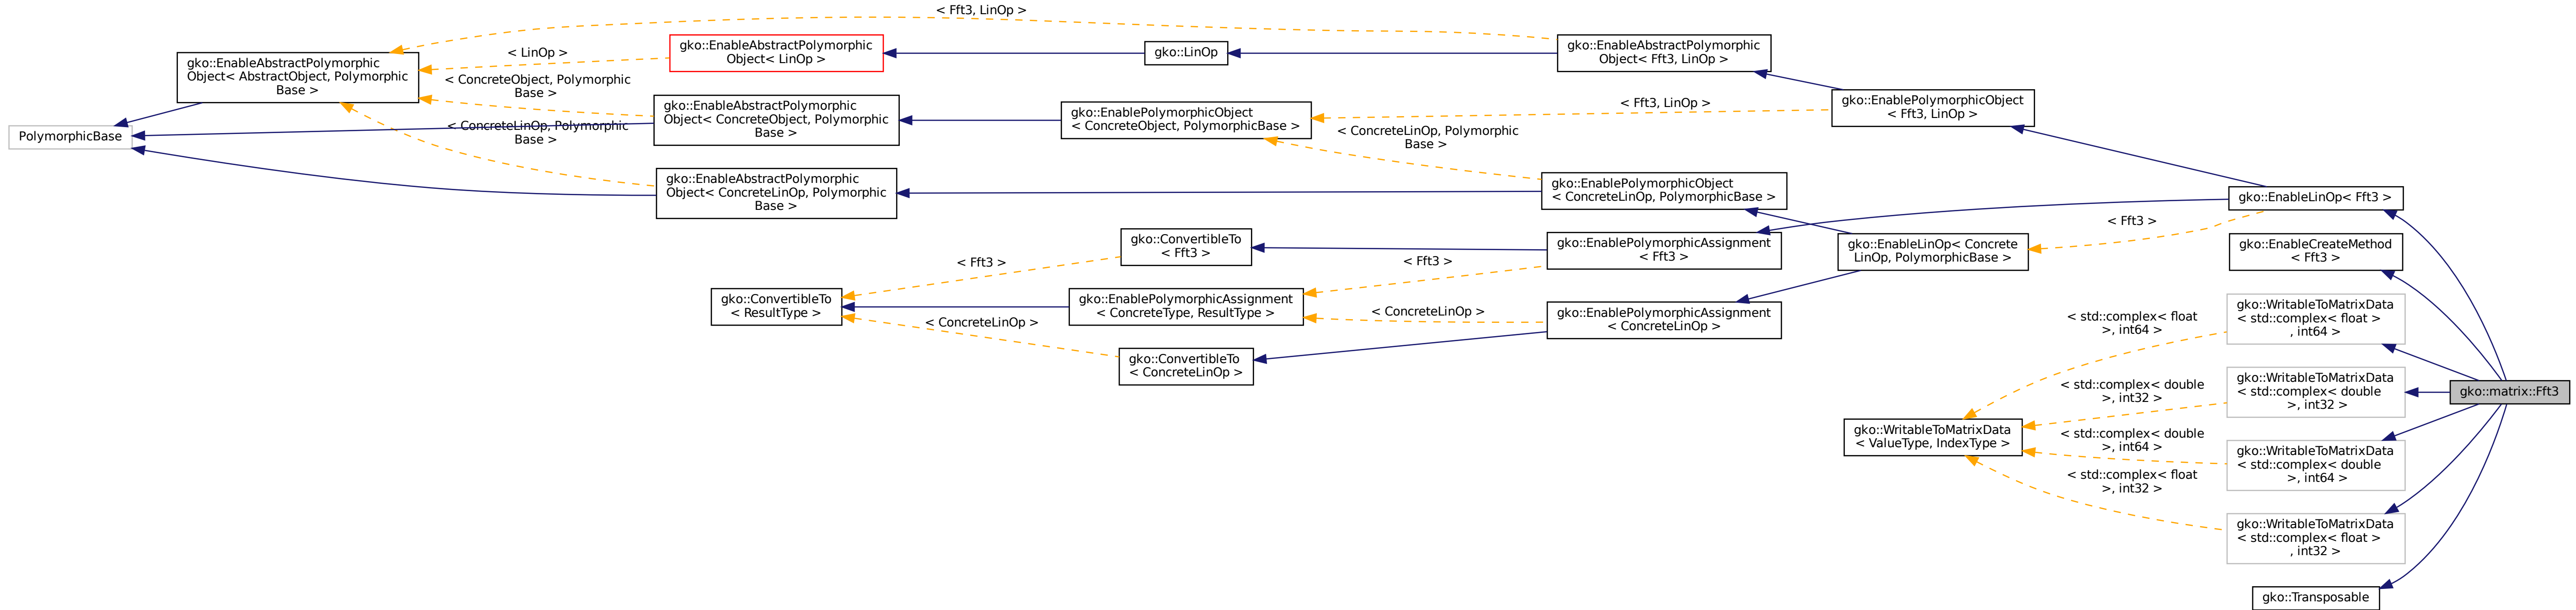 < Fft3, LinOp >
gko::EnableAbstractPolymorphic
Object< AbstractObject, Polymorphic
Base >
< LinOp >
gko::EnableAbstractPolymorphic
Object< LinOp >
gko::LinOp
gko::EnableAbstractPolymorphic
Object< Fft3, LinOp >
< ConcreteObject, Polymorphic
Base >
PolymorphicBase
gko::EnableAbstractPolymorphic
Object< ConcreteObject, Polymorphic
Base >
gko::EnablePolymorphicObject
< ConcreteObject, PolymorphicBase >
< Fft3, LinOp >
gko::EnablePolymorphicObject
< Fft3, LinOp >
< ConcreteLinOp, Polymorphic
Base >
< ConcreteLinOp, Polymorphic
Base >
gko::EnableAbstractPolymorphic
Object< ConcreteLinOp, Polymorphic
Base >
gko::EnablePolymorphicObject
< ConcreteLinOp, PolymorphicBase >
gko::EnableLinOp< Fft3 >
< Fft3 >
gko::ConvertibleTo
< Fft3 >
gko::EnablePolymorphicAssignment
< Fft3 >
gko::EnableLinOp< Concrete
LinOp, PolymorphicBase >
gko::EnableCreateMethod
< Fft3 >
< Fft3 >
< Fft3 >
gko::ConvertibleTo
< ResultType >
gko::EnablePolymorphicAssignment
< ConcreteType, ResultType >
< ConcreteLinOp >
gko::EnablePolymorphicAssignment
< ConcreteLinOp >
< ConcreteLinOp >
gko::ConvertibleTo
< ConcreteLinOp >
< std::complex< float
>, int64 >
gko::WritableToMatrixData
< std::complex< float >
, int64 >
< std::complex< double
>, int32 >
gko::WritableToMatrixData
< std::complex< double
>, int32 >
gko::matrix::Fft3
gko::WritableToMatrixData
< ValueType, IndexType >
< std::complex< double
>, int64 >
gko::WritableToMatrixData
< std::complex< double
>, int64 >
< std::complex< float
>, int32 >
gko::WritableToMatrixData
< std::complex< float >
, int32 >
gko::Transposable